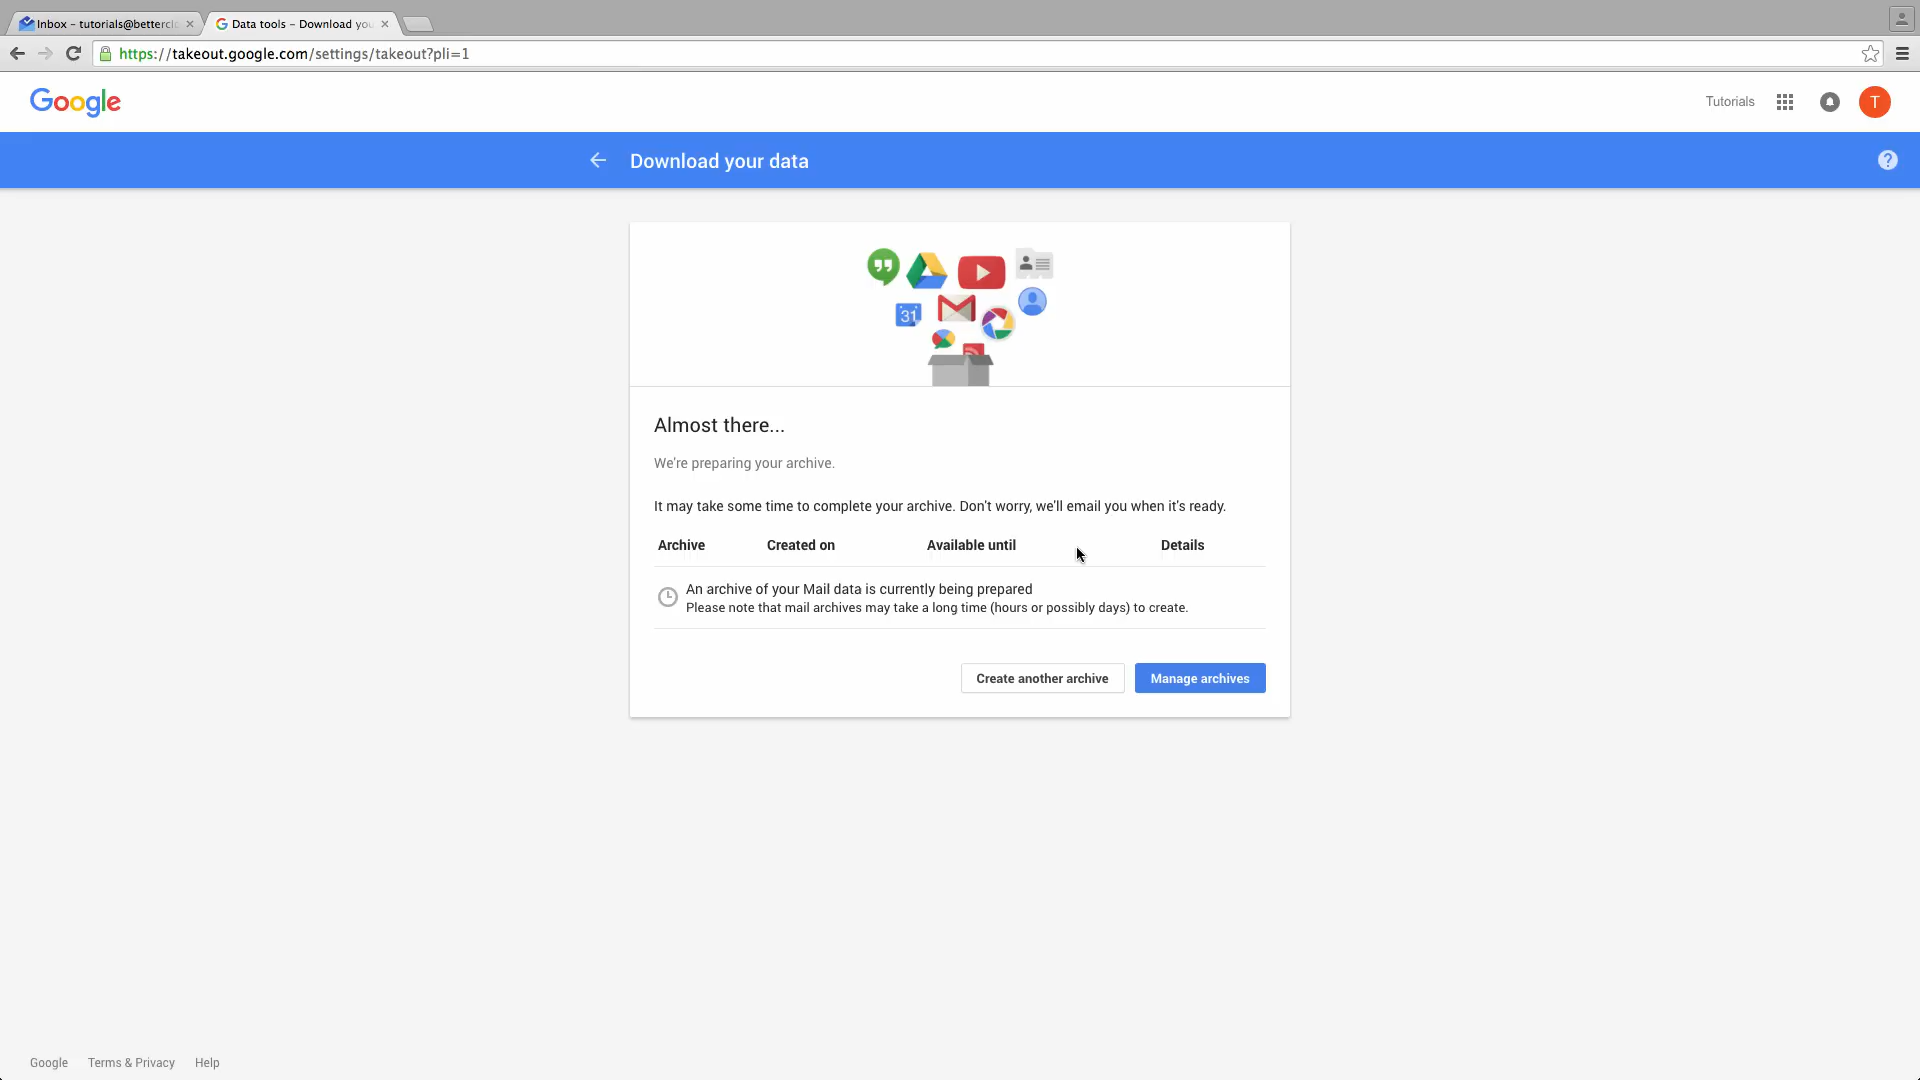 Inbox – tutorials@bettercl
Data tools – Download you
https://takeout.google.com/settings/takeout?pli=1
Google
Tutorials
T
Download your data
?
31
Almost there...
We're preparing your archive.
It may take some time to complete your archive. Don't worry, we'll email you when it's ready.
Archive Created on Available until Details
An archive of your Mail data is currently being prepared
Please note that mail archives may take a long time (hours or possibly days) to create.
Create another archive Manage archives
Google Terms & Privacy Help